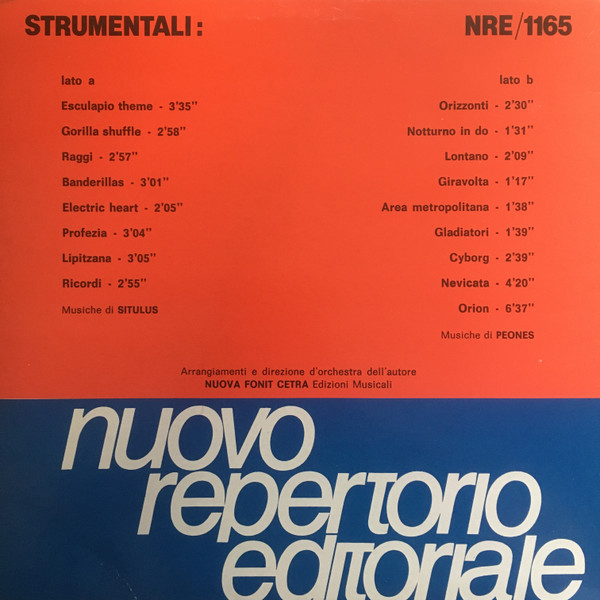 STRUMENTALI: NRE/1165
lato a
Esculapio theme - 3'35"
Gorilla shuffle - 2'58"
Raggi - 2'57"
Banderillas - 3'01"
Electric heart - 2'05"
Profezia - 3'04"
Lipitzana - 3'05"
Ricordi - 2'55"
Musiche di SITULUS
lato b
Orizzonti - 2'30"
Notturno in do - 1'31"
Lontano - 2'09"
Giravolta - 1'17"
Area metropolitana - 1'38"
Gladiatori - 1'39"
Cyborg - 2'39"
Nevicata - 4'20"
Orion - 6'37"
Musiche di PEONES
Arrangiamenti e direzione d'orchestra dell'autore
NUOVA FONIT CETRA Edizioni Musicali
nuovo
repertorio
editoriale